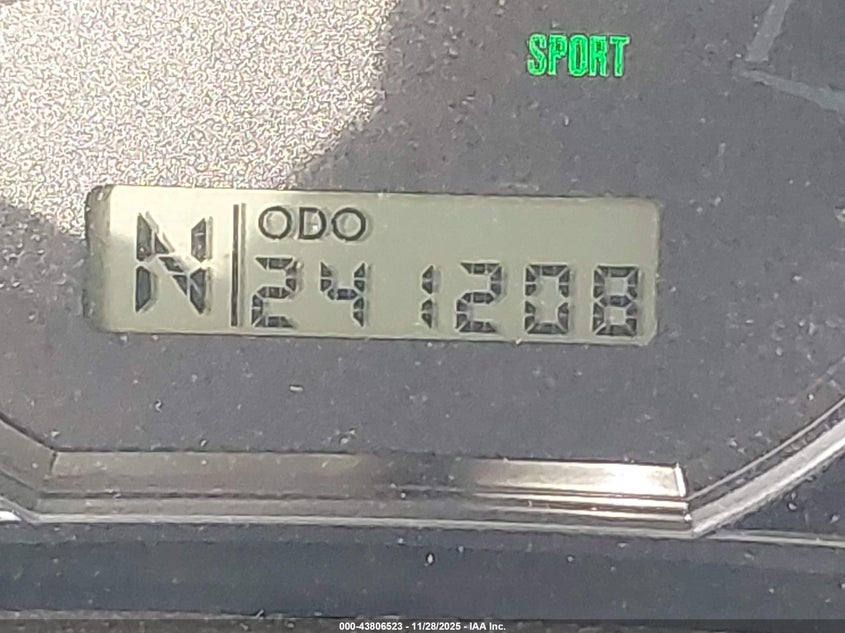 SPORT
N
ODO
241208
000-43806523 - 11/28/2025 - IAA Inc.